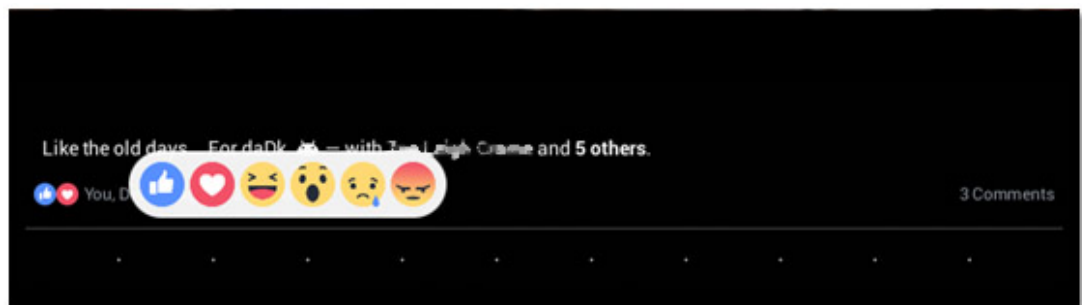 Like the old days... For daDk — with and 5 others.
You, D
3 Comments